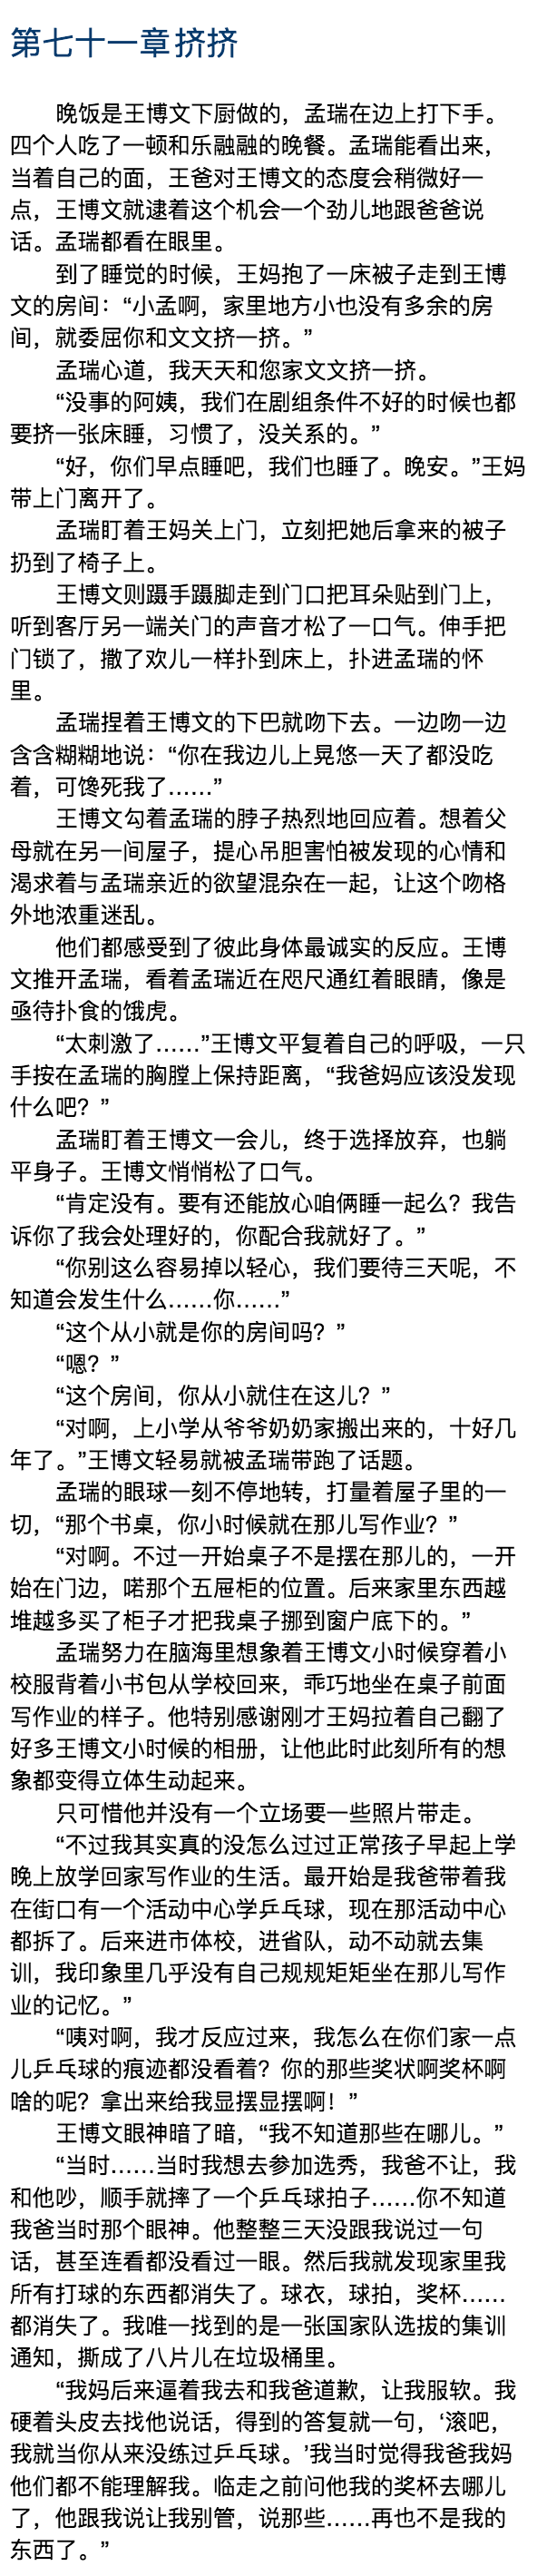 第七十一章 挤挤
晚饭是王博文下厨做的，孟瑞在边上打下手。
四个人吃了一顿和乐融融的晚餐。孟瑞能看出来，
当着自己的面，王爸对王博文的态度会稍微好一
点，王博文就逮着这个机会一个劲儿地跟爸爸说
话。孟瑞都看在眼里。
到了睡觉的时候，王妈抱了一床被子走到王博
文的房间：“小孟啊，家里地方小也没有多余的房
间，就委屈你和文文挤一挤。”
孟瑞心道，我天天和您家文文挤一挤。
“没事的阿姨，我们在剧组条件不好的时候也都
要挤一张床睡，习惯了，没关系的。”
“好，你们早点睡吧，我们也睡了。晚安。”王妈
带上门离开了。
孟瑞盯着王妈关上门，立刻把她后拿来的被子
扔到了椅子上。
王博文则蹑手蹑脚走到门口把耳朵贴到门上，
听到客厅另一端关门的声音才松了一口气。伸手把
门锁了，撒了欢儿一样扑到床上，扑进孟瑞的怀
里。
孟瑞捏着王博文的下巴就吻下去。一边吻一边
含含糊糊地说：“你在我边儿上晃悠一天了都没吃
着，可馋死我了……”
王博文勾着孟瑞的脖子热烈地回应着。想着父
母就在另一间屋子，提心吊胆害怕被发现的心情和
渴求着与孟瑞亲近的欲望混杂在一起，让这个吻格
外地浓重迷乱。
他们都感受到了彼此身体最诚实的反应。王博
文推开孟瑞，看着孟瑞近在咫尺通红着眼睛，像是
亟待扑食的饿虎。
“太刺激了……”王博文平复着自己的呼吸，一只
手按在孟瑞的胸膛上保持距离，“我爸妈应该没发现
什么吧？”
孟瑞盯着王博文一会儿，终于选择放弃，也躺
平身子。王博文悄悄松了口气。
“肯定没有。要有还能放心咱俩睡一起么？我告
诉你了我会处理好的，你配合我就好了。”
“你别这么容易掉以轻心，我们要待三天呢，不
知道会发生什么……你……”
“这个从小就是你的房间吗？”
“嗯？”
“这个房间，你从小就住在这儿？”
“对啊，上小学从爷爷奶奶家搬出来的，十好几
年了。”王博文轻易就被孟瑞带跑了话题。
孟瑞的眼球一刻不停地转，打量着屋子里的一
切，“那个书桌，你小时候就在那儿写作业？”
“对啊。不过一开始桌子不是摆在那儿的，一开
始在门边，喏那个五屉柜的位置。后来家里东西越
堆越多买了柜子才把我桌子挪到窗户底下的。”
孟瑞努力在脑海里想象着王博文小时候穿着小
校服背着小书包从学校回来，乖巧地坐在桌子前面
写作业的样子。他特别感谢刚才王妈拉着自己翻了
好多王博文小时候的相册，让他此时此刻所有的想
象都变得立体生动起来。
只可惜他并没有一个立场要一些照片带走。
“不过我其实真的没怎么过过正常孩子早起上学
晚上放学回家写作业的生活。最开始是我爸带着我
在街口有一个活动中心学乒乓球，现在那活动中心
都拆了。后来进市体校，进省队，动不动就去集
训，我印象里几乎没有自己规规矩矩坐在那儿写作
业的记忆。”
“咦对啊，我才反应过来，我怎么在你们家一点
儿乒乓球的痕迹都没看着？你的那些奖状啊奖杯啊
啥的呢？拿出来给我显摆显摆啊！”
王博文眼神暗了暗，“我不知道那些在哪儿。”
“当时……当时我想去参加选秀，我爸不让，我
和他吵，顺手就摔了一个乒乓球拍子……你不知道
我爸当时那个眼神。他整整三天没跟我说过一句
话，甚至连看都没看过一眼。然后我就发现家里我
所有打球的东西都消失了。球衣，球拍，奖杯……
都消失了。我唯一找到的是一张国家队选拔的集训
通知，撕成了八片儿在垃圾桶里。
“我妈后来逼着我去和我爸道歉，让我服软。我
硬着头皮去找他说话，得到的答复就一句，‘滚吧，
我就当你从来没练过乒乓球。’我当时觉得我爸我妈
他们都不能理解我。临走之前问他我的奖杯去哪儿
了，他跟我说让我别管，说那些……再也不是我的
东西了。”